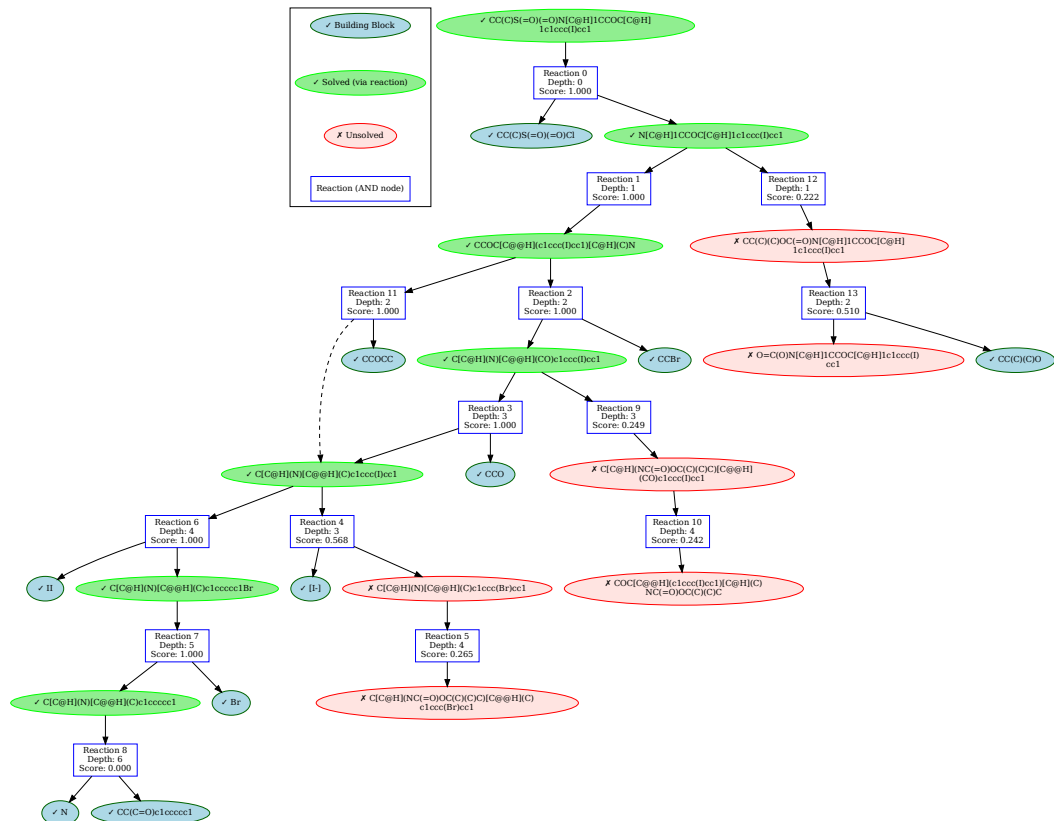 ✓ Building Block
✓ Solved (via reaction)
✗ Unsolved
Reaction (AND node)
✓ CC(C)S(=O)(=O)N[C@H]1CCOC[C@H]
1c1ccc(I)cc1
Reaction 0
Depth: 0
Score: 1.000
✓ CC(C)S(=O)(=O)Cl
✓ N[C@H]1CCOC[C@H]1c1ccc(I)cc1
Reaction 1
Depth: 1
Score: 1.000
Reaction 12
Depth: 1
Score: 0.222
✓ CCOC[C@@H](c1ccc(I)cc1)[C@H](C)N
✗ CC(C)(C)OC(=O)N[C@H]1CCOC[C@H]
1c1ccc(I)cc1
Reaction 11
Depth: 2
Score: 1.000
Reaction 2
Depth: 2
Score: 1.000
Reaction 13
Depth: 2
Score: 0.510
✓ CCOCC
✓ C[C@H](N)[C@@H](CO)c1ccc(I)cc1
✓ CCBr
✗ O=C(O)N[C@H]1CCOC[C@H]1c1ccc(I)
cc1
✓ CC(C)(C)O
Reaction 3
Depth: 3
Score: 1.000
Reaction 9
Depth: 3
Score: 0.249
✓ C[C@H](N)[C@@H](C)c1ccc(I)cc1
✓ CCO
✗ C[C@H](NC(=O)OC(C)(C)C)[C@@H]
(CO)c1ccc(I)cc1
Reaction 6
Depth: 4
Score: 1.000
Reaction 4
Depth: 3
Score: 0.568
Reaction 10
Depth: 4
Score: 0.242
✓ II
✓ C[C@H](N)[C@@H](C)c1ccccc1Br
✓ [I-]
✗ C[C@H](N)[C@@H](C)c1ccc(Br)cc1
✗ COC[C@@H](c1ccc(I)cc1)[C@H](C)
NC(=O)OC(C)(C)C
Reaction 7
Depth: 5
Score: 1.000
Reaction 5
Depth: 4
Score: 0.265
✓ C[C@H](N)[C@@H](C)c1ccccc1
✓ Br
✗ C[C@H](NC(=O)OC(C)(C)C)[C@@H](C)
c1ccc(Br)cc1
Reaction 8
Depth: 6
Score: 0.000
✓ N
✓ CC(C=O)c1ccccc1